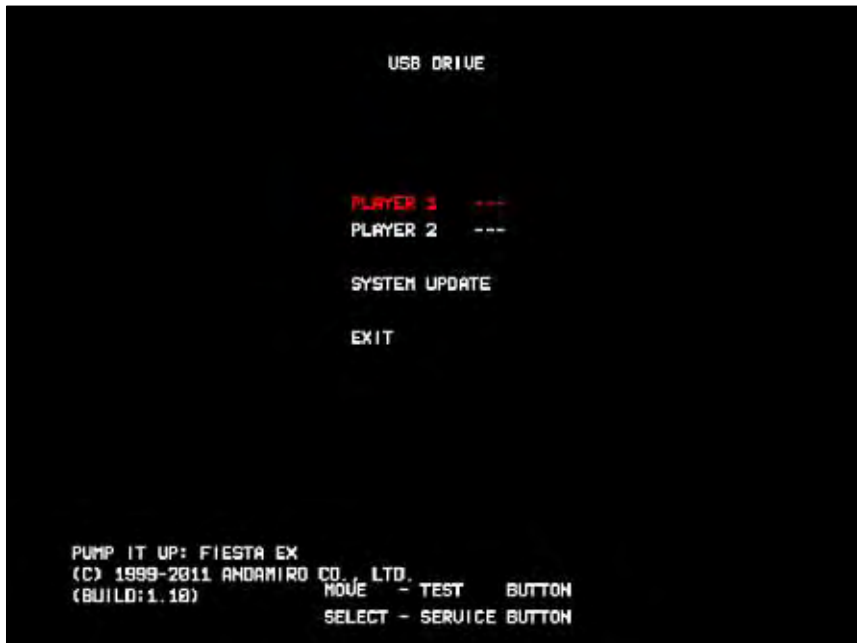 USB DRIVE
PLAYER 1 ---
PLAYER 2 ---
SYSTEM UPDATE
EXIT
PUMP IT UP: FIESTA EX
(C) 1999-2011 ANDAMIRO CO., LTD.
(BUILD:1.10)
MOVE - TEST BUTTON
SELECT - SERVICE BUTTON